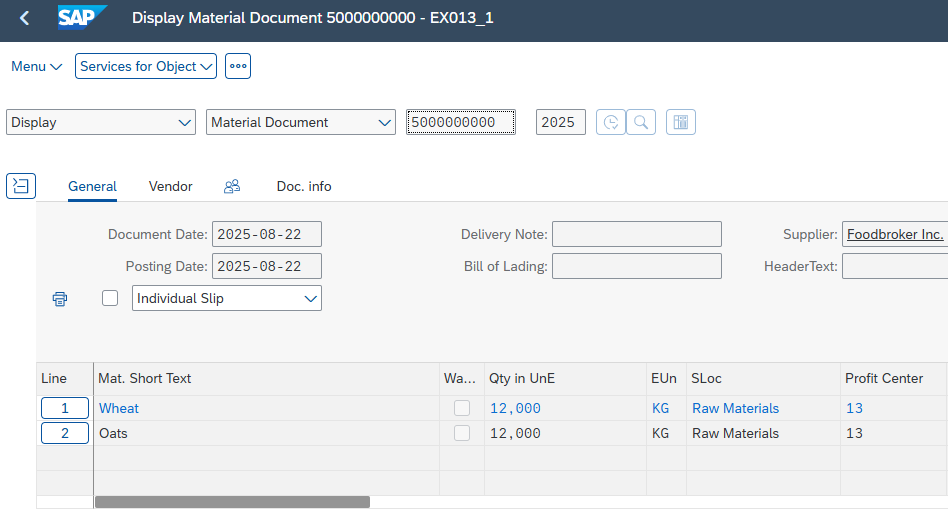 SAP Display Material Document 5000000000 - EX013_1
Menu Services for Object
Display Material Document 5000000000 2025
General Vendor Doc. info
Document Date: 2025-08-22 Delivery Note: Supplier: Foodbroker Inc.
Posting Date: 2025-08-22 Bill of Lading: HeaderText:
Individual Slip
Line Mat. Short Text Wa... Qty in UnE EUn SLoc Profit Center
1 Wheat 12,000 KG Raw Materials 13
2 Oats 12,000 KG Raw Materials 13